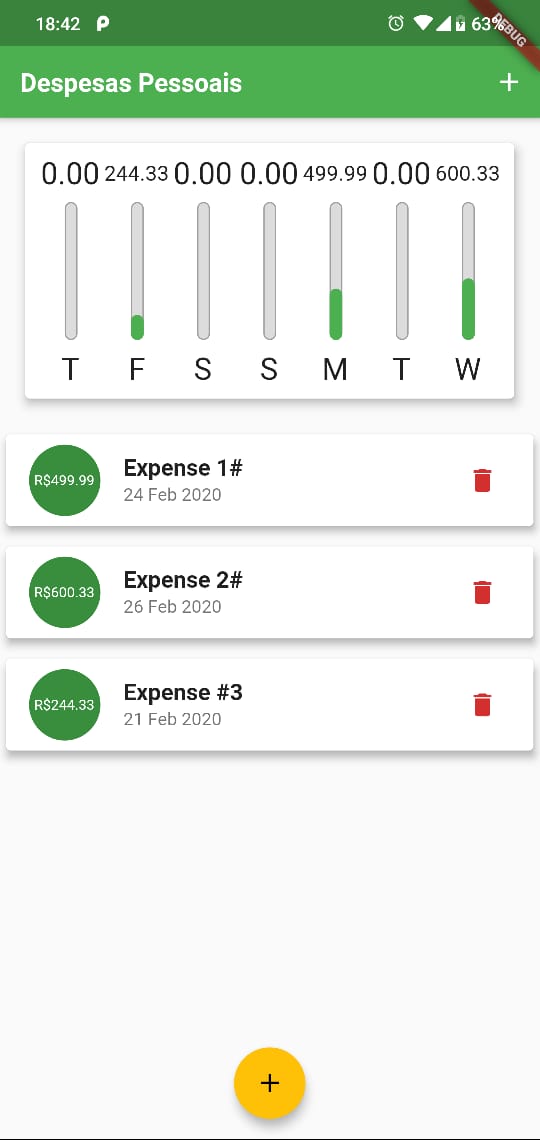 18:42 63%
DEBUG
Despesas Pessoais
0.00 244.33 0.00 0.00 499.99 0.00 600.33
T F S S M T W
R$499.99
Expense 1#
24 Feb 2020
R$600.33
Expense 2#
26 Feb 2020
R$244.33
Expense #3
21 Feb 2020